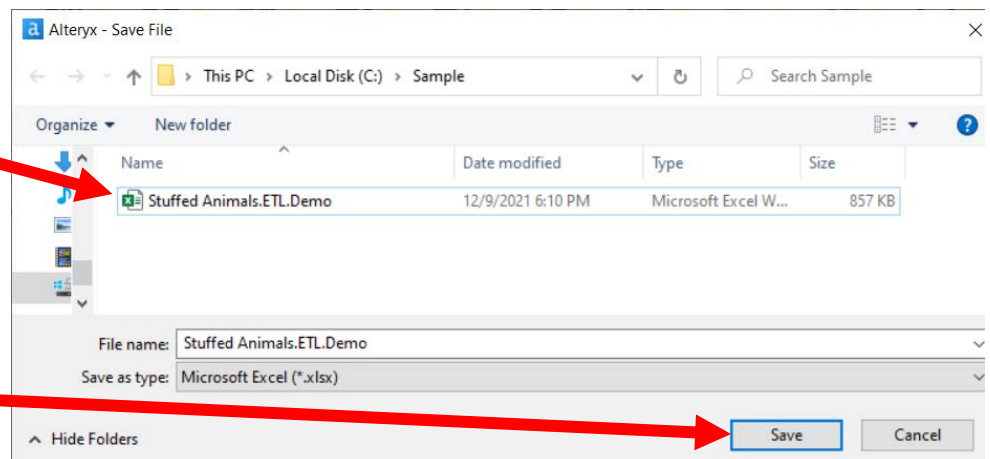 Alteryx - Save File
This PC > Local Disk (C:) > Sample
Search Sample
Organize
New folder
Name
Date modified
Type
Size
Stuffed Animals.ETL.Demo
12/9/2021 6:10 PM
Microsoft Excel W...
857 KB
File name: Stuffed Animals.ETL.Demo
Save as type: Microsoft Excel (*.xlsx)
Hide Folders
Save
Cancel